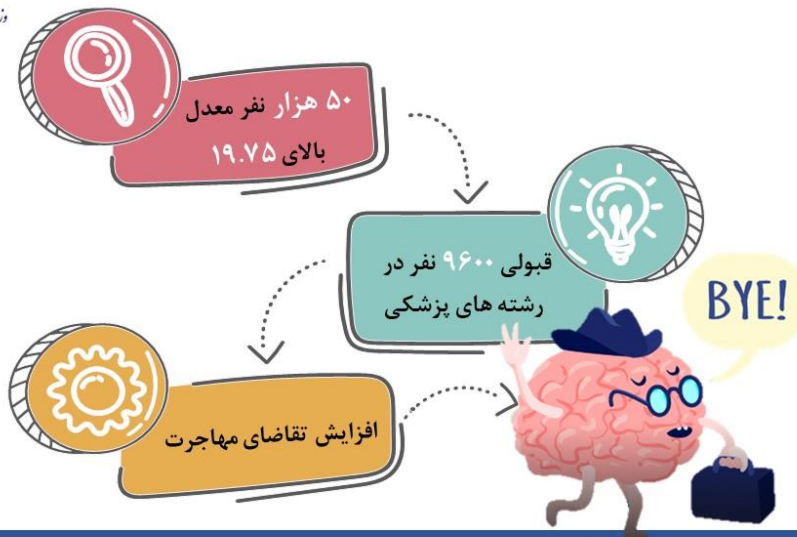 ۵۰ هزار نفر معدل
بالای ۱۹.۷۵
قبولی ۹۶۰۰ نفر در
رشته های پزشکی
BYE!
افزایش تقاضای مهاجرت